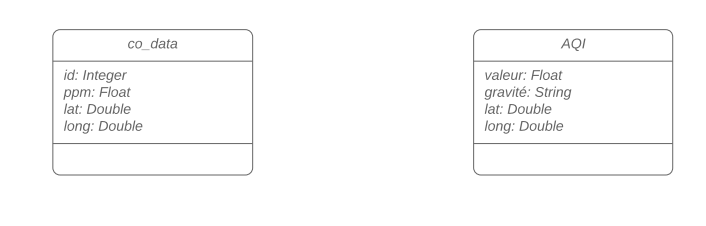 co_data
id: Integer
ppm: Float
lat: Double
long: Double
AQI
valeur: Float
gravité: String
lat: Double
long: Double